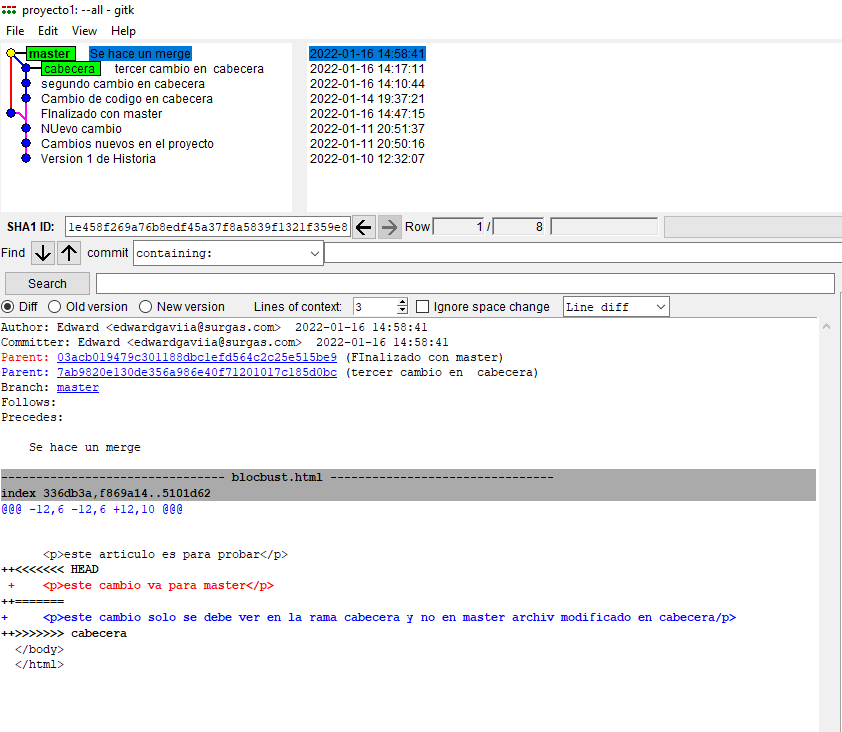 proyecto1: --all - gitk
File Edit View Help
master Se hace un merge 2022-01-16 14:58:41
cabecera tercer cambio en  cabecera 2022-01-16 14:17:11
segundo cambio en cabecera 2022-01-16 14:10:44
Cambio de codigo en cabecera 2022-01-14 19:37:21
FInalizado con master 2022-01-16 14:47:15
NUevo cambio 2022-01-11 20:51:37
Cambios nuevos en el proyecto 2022-01-11 20:50:16
Version 1 de Historia 2022-01-10 12:32:07
SHA1 ID: 1e458f269a76b8edf45a37f8a5839f1321f359e8 Row 1 / 8
Find commit containing:
Search
Diff Old version New version Lines of context: 3 Ignore space change Line diff
Author: Edward <edwardgaviia@surgas.com>  2022-01-16 14:58:41
Committer: Edward <edwardgaviia@surgas.com>  2022-01-16 14:58:41
Parent: 03acb019479c301188dbc1efd564c2c25e515be9 (FInalizado con master)
Parent: 7ab9820e130de356a986e40f71201017c185d0bc (tercer cambio en  cabecera)
Branch: master
Follows:
Precedes:
Se hace un merge
-------------------------------- blocbust.html --------------------------------
index 336db3a,f869a14..5101d62
@@@ -12,6 -12,6 +12,10 @@@
<p>este articulo es para probar</p>
++<<<<<<< HEAD
+    <p>este cambio va para master</p>
++=======
+     <p>este cambio solo se debe ver en la rama cabecera y no en master archiv modificado en cabecera/p>
++>>>>>>> cabecera
</body>
</html>